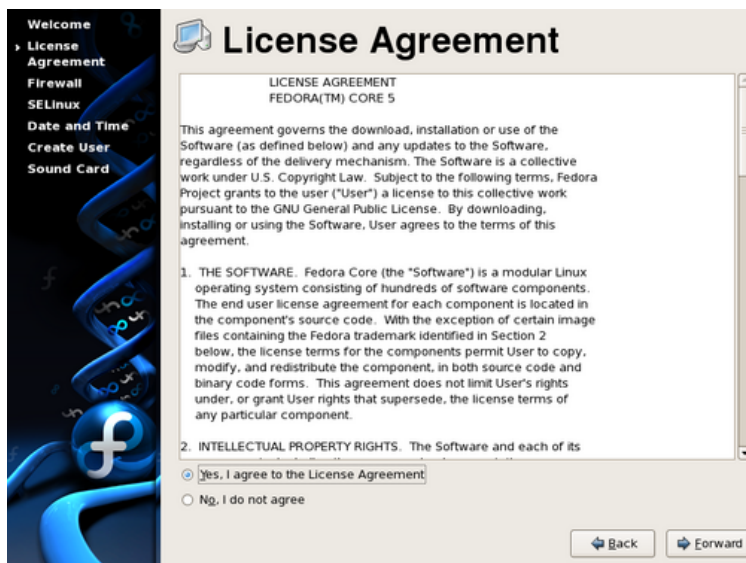 Welcome
License
Agreement
Firewall
SELinux
Date and Time
Create User
Sound Card
License Agreement
LICENSE AGREEMENT
FEDORA(TM) CORE 5
This agreement governs the download, installation or use of the
Software (as defined below) and any updates to the Software,
regardless of the delivery mechanism. The Software is a collective
work under U.S. Copyright Law. Subject to the following terms, Fedora
Project grants to the user ("User") a license to this collective work
pursuant to the GNU General Public License. By downloading,
installing or using the Software, User agrees to the terms of this
agreement.
1. THE SOFTWARE. Fedora Core (the "Software") is a modular Linux
operating system consisting of hundreds of software components.
The end user license agreement for each component is located in
the component's source code. With the exception of certain image
files containing the Fedora trademark identified in Section 2
below, the license terms for the components permit User to copy,
modify, and redistribute the component, in both source code and
binary code forms. This agreement does not limit User's rights
under, or grant User rights that supersede, the license terms of
any particular component.
2. INTELLECTUAL PROPERTY RIGHTS. The Software and each of its
Yes, I agree to the License Agreement
No, I do not agree
Back
Forward